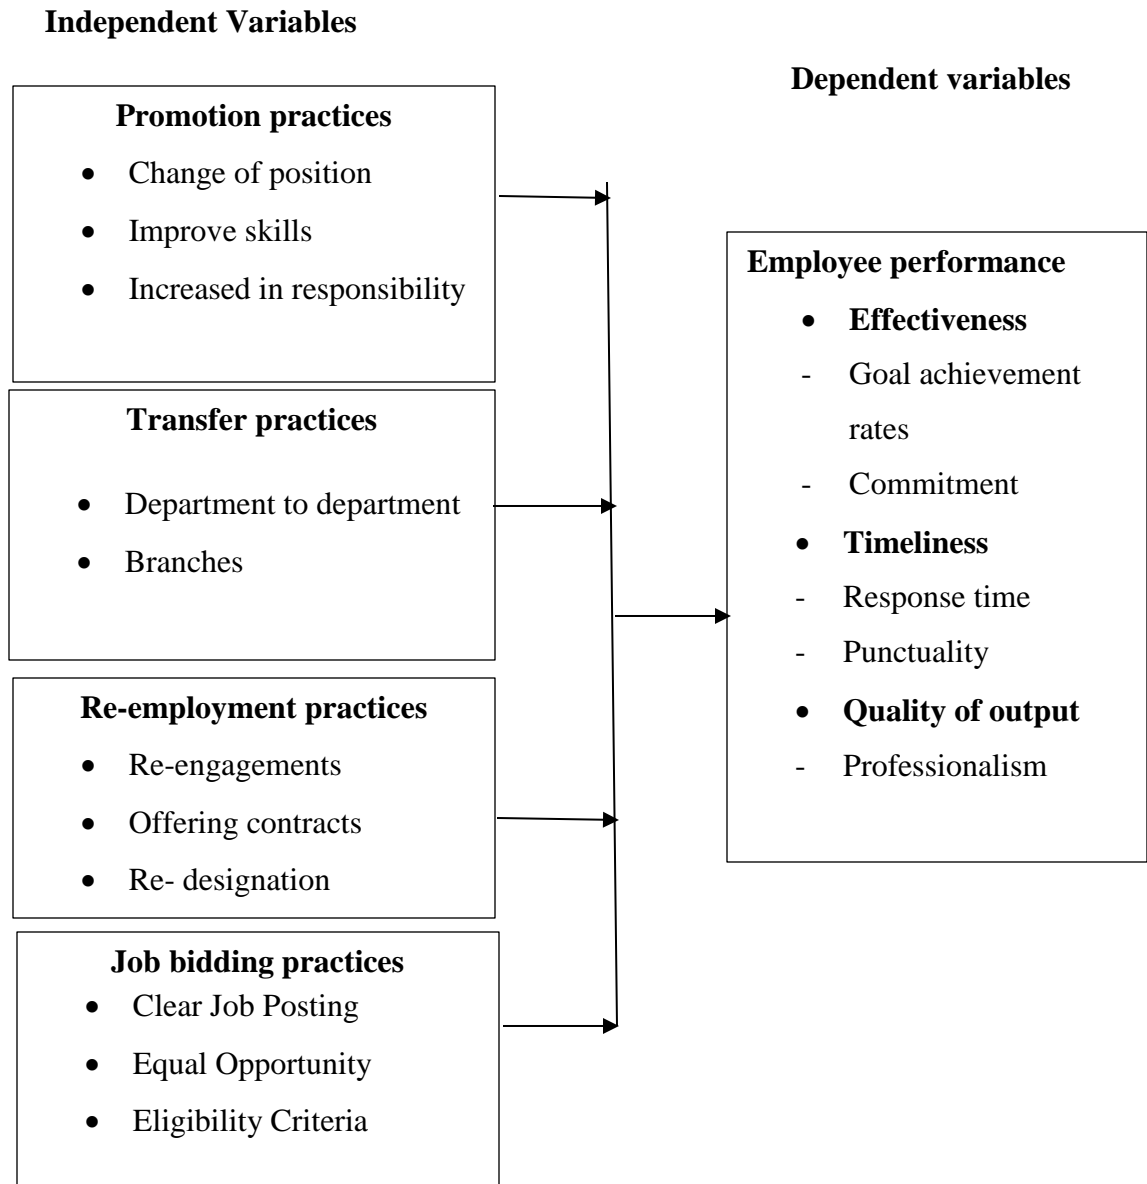 Independent Variables
Dependent variables
Promotion practices
• Change of position
• Improve skills
• Increased in responsibility
Transfer practices
• Department to department
• Branches
Re-employment practices
• Re-engagements
• Offering contracts
• Re- designation
Job bidding practices
• Clear Job Posting
• Equal Opportunity
• Eligibility Criteria
Employee performance
• Effectiveness
- Goal achievement
rates
- Commitment
• Timeliness
- Response time
- Punctuality
• Quality of output
- Professionalism